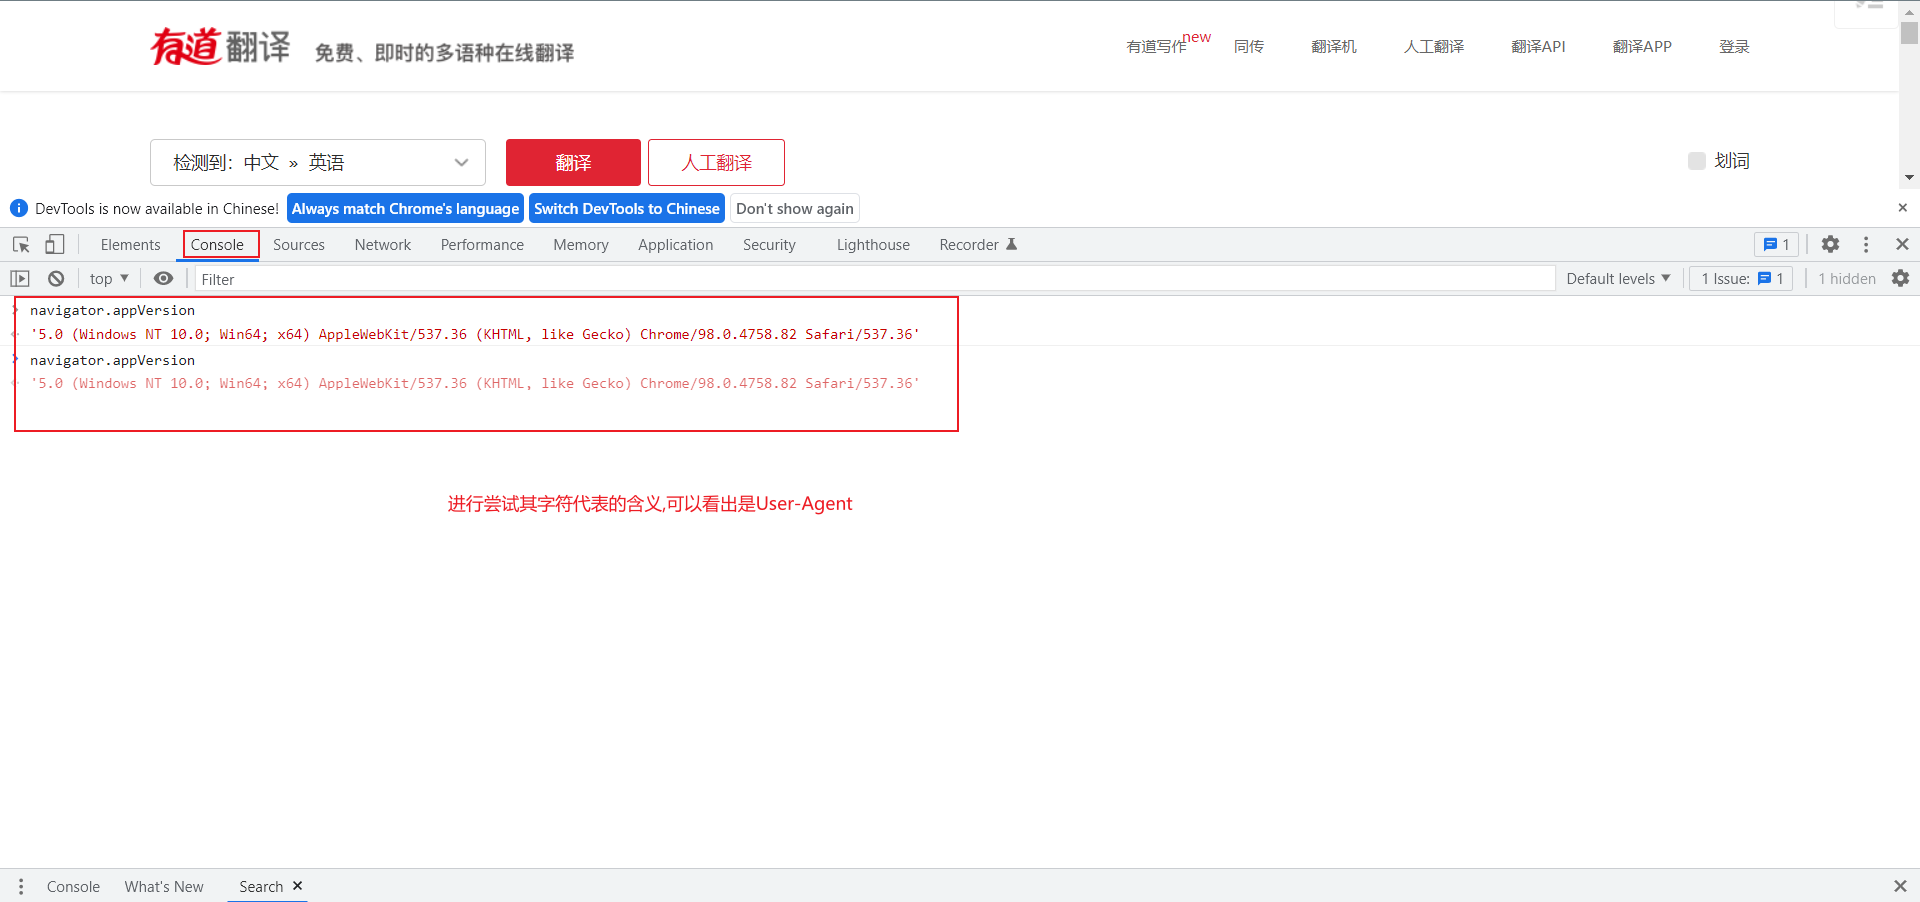 有道翻译 免费、即时的多语种在线翻译 有道写作 new 同传 翻译机 人工翻译 翻译API 翻译APP 登录
检测到：中文 » 英语 翻译 人工翻译 划词
DevTools is now available in Chinese! Always match Chrome's language Switch DevTools to Chinese Don't show again
Elements Console Sources Network Performance Memory Application Security Lighthouse Recorder 1
top Filter Default levels 1 Issue: 1 1 hidden
navigator.appVersion
'5.0 (Windows NT 10.0; Win64; x64) AppleWebKit/537.36 (KHTML, like Gecko) Chrome/98.0.4758.82 Safari/537.36'
navigator.appVersion
'5.0 (Windows NT 10.0; Win64; x64) AppleWebKit/537.36 (KHTML, like Gecko) Chrome/98.0.4758.82 Safari/537.36'
进行尝试其字符代表的含义,可以看出是User-Agent
Console What's New Search